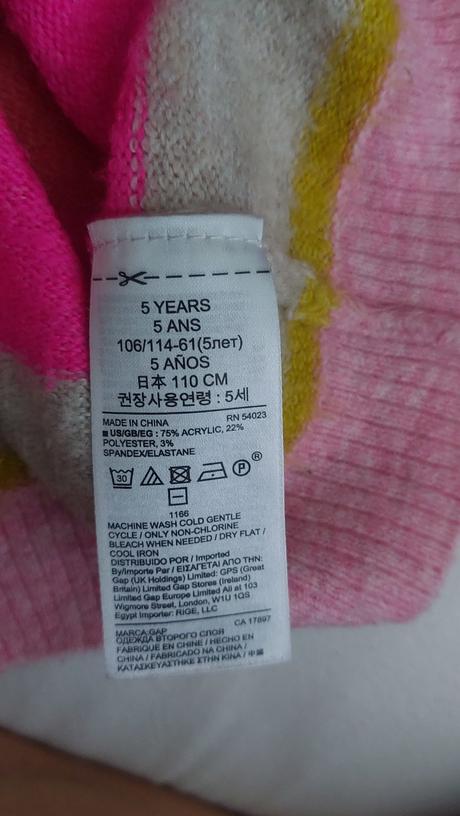 5 YEARS
5 ANS
106/114-61(5лет)
5 AÑOS
日本 110 CM
권장사용연령 : 5세
MADE IN CHINA RN 54023
■ US/GB/EG : 75% ACRYLIC, 22%
POLYESTER, 3%
SPANDEX/ELASTANE
30 P ®
1166
MACHINE WASH COLD GENTLE
CYCLE / ONLY NON-CHLORINE
BLEACH WHEN NEEDED / DRY FLAT /
COOL IRON
DISTRIBUIDO POR / Imported
By/Importe Par / ΕΙΣΑΓΕΤΑΙ ΑΠΟ ΤΗΝ:
Gap (UK Holdings) Limited: GPS (Great
Britain) Limited Gap Stores (Ireland)
Limited Gap Europe Limited All at 103
Wigmore Street, London, W1U 1QS
Egypt Importer: RIGE, LLC
CA 17897
MARCA:GAP
ОДЕЖДА ВТОРОГО СЛОЯ
FABRIQUE EN CHINE / HECHO EN
CHINA / FABRICADO NA CHINA /
ΚΑΤΑΣΚΕΥΑΣΤΗΚΕ ΣΤΗΝ ΚΙΝΑ / 中國